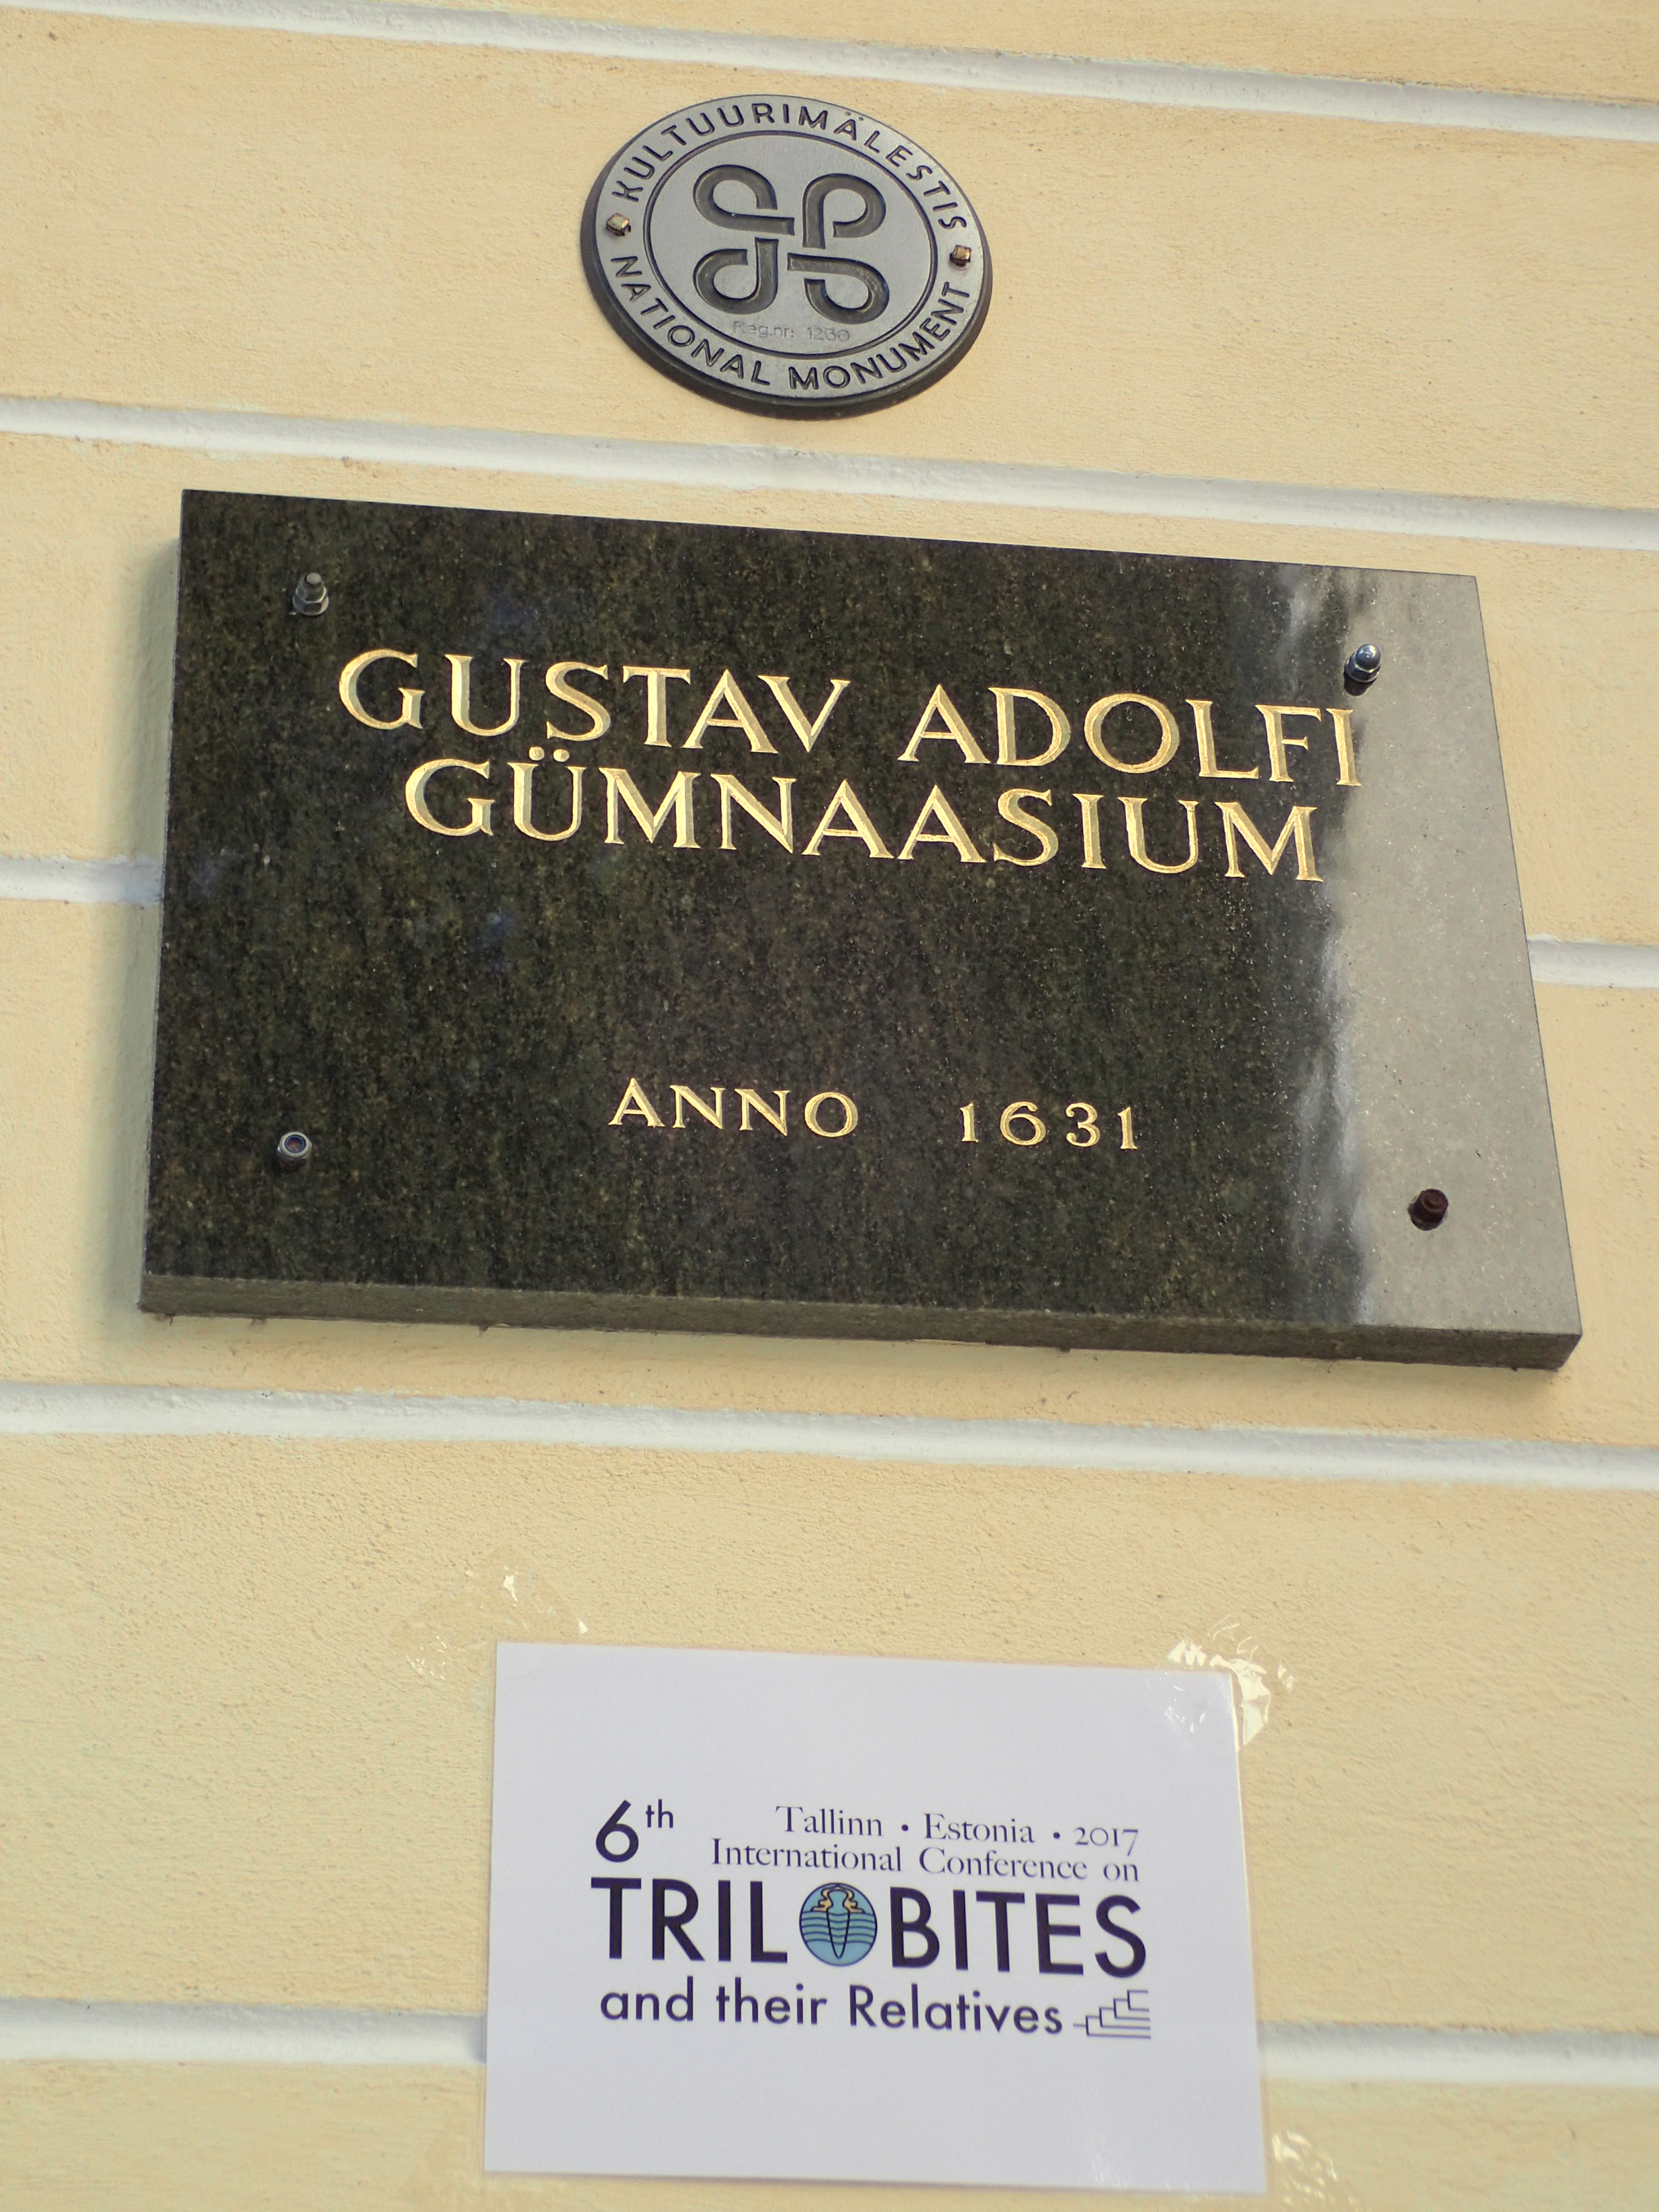 KULTUURIMÄLESTIS
Reg.nr: 1230
NATIONAL MONUMENT
GUSTAV ADOLFI
GÜMNAASIUM
ANNO 1631
6th Tallinn • Estonia • 2017
International Conference on
TRILOBITES
and their Relatives